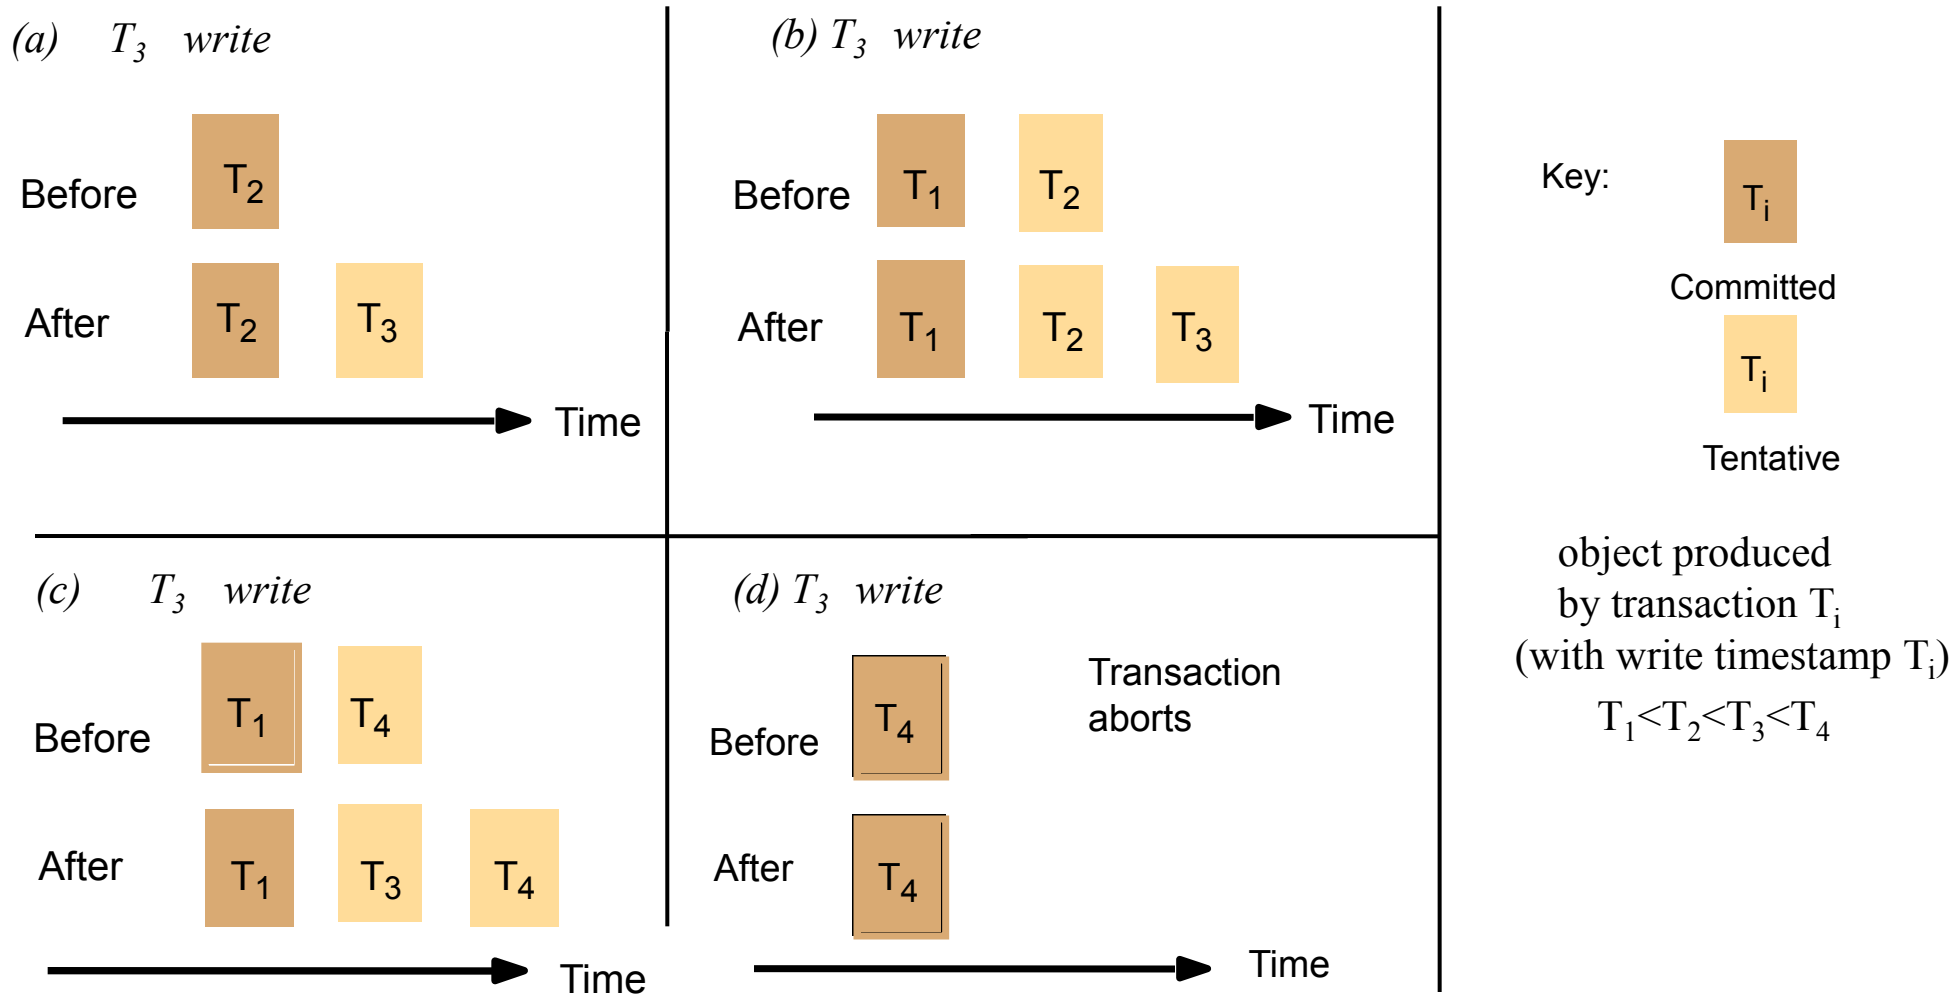 (a) T3 write
Before T2
After T2 T3
Time
(b) T3 write
Before T1 T2
After T1 T2 T3
Time
(c) T3 write
Before T1 T4
After T1 T3 T4
Time
(d) T3 write
Transaction
aborts
Before T4
After T4
Time
Key:
Ti
Committed
Ti
Tentative
object produced
by transaction Ti
(with write timestamp Ti)
T1<T2<T3<T4